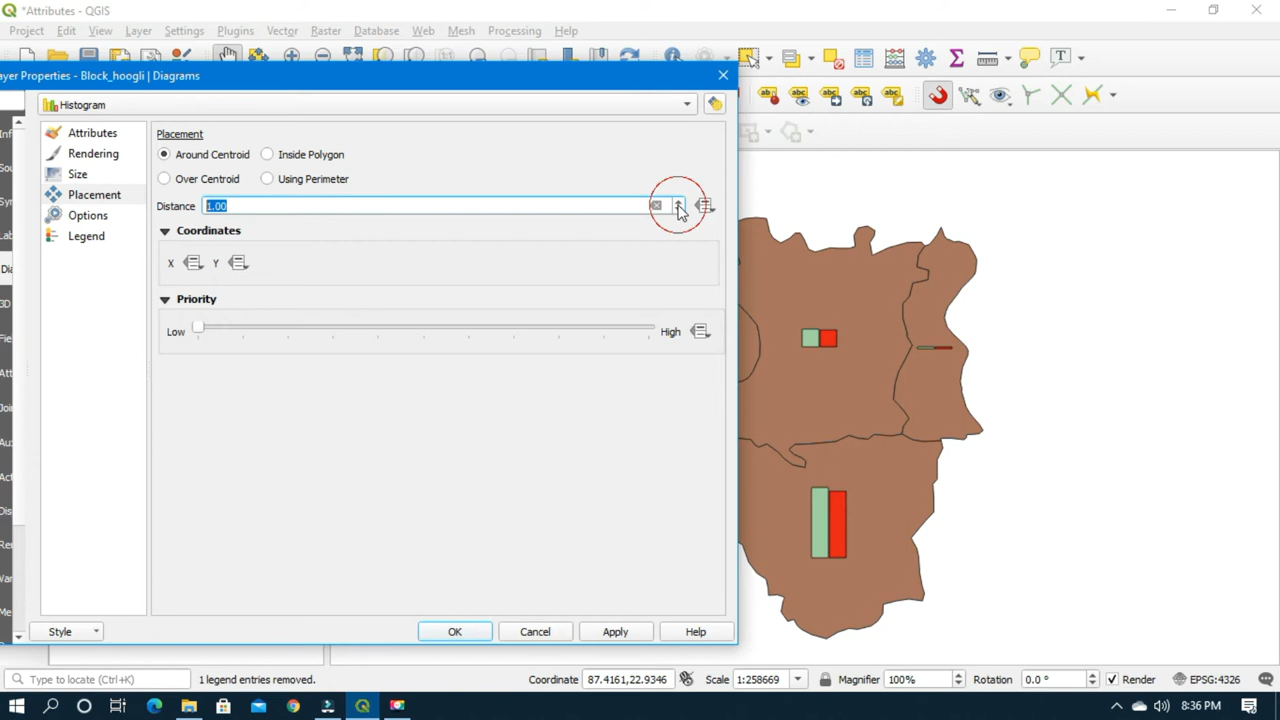 *Attributes - QGIS
Project Edit View Layer Settings Plugins Vector Raster Database Web Mesh Processing Help
ayer Properties - Block_hoogli | Diagrams
Histogram
Attributes
Rendering
Size
Placement
Options
Legend
Placement
Around Centroid Inside Polygon
Over Centroid Using Perimeter
Distance 1.00
Coordinates
X Y
Priority
Low High
Style OK Cancel Apply Help
Type to locate (Ctrl+K) 1 legend entries removed. Coordinate 87.4161,22.9346 Scale 1:258669 Magnifier 100% Rotation 0.0 ° Render EPSG:4326
8:36 PM